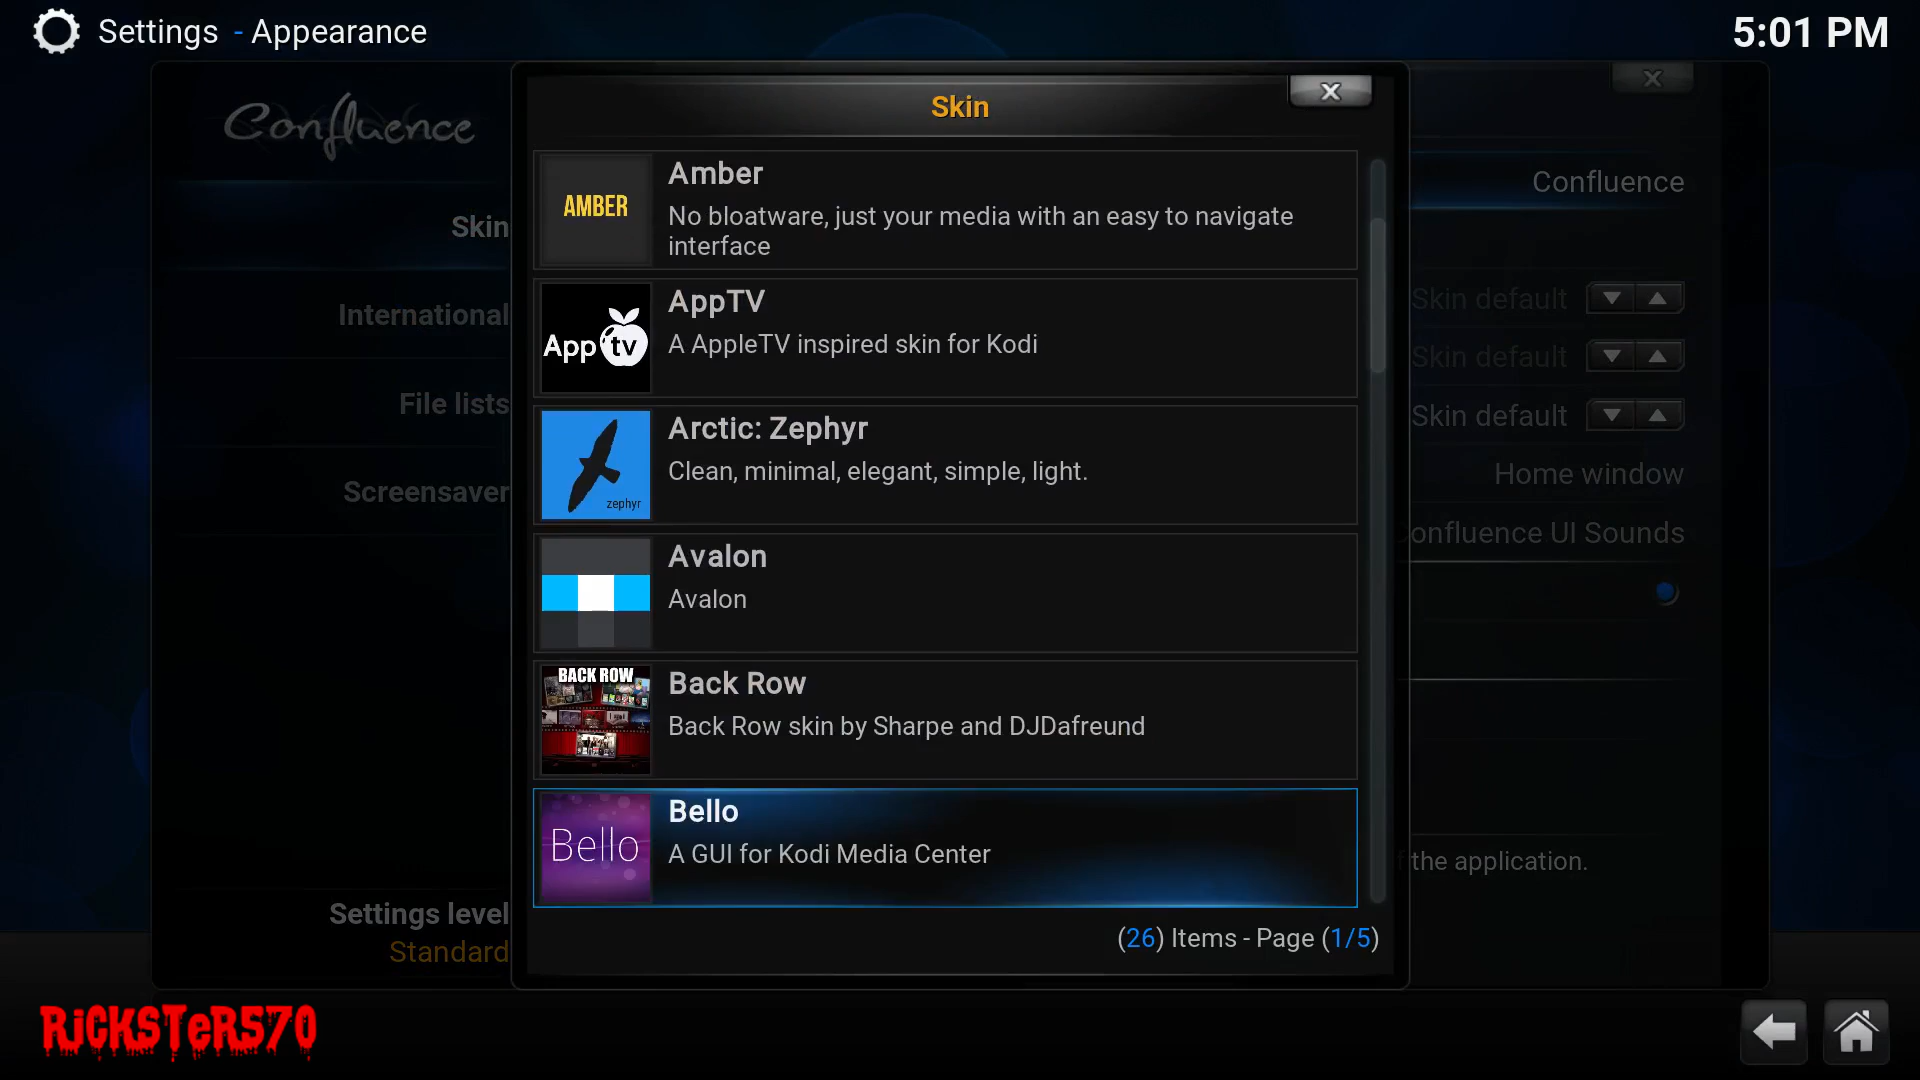 Settings - Appearance
5:01 PM
Confluence
Skin
International
File lists
Screensaver
Settings level
Standard
Skin
x
AMBER
Amber
No bloatware, just your media with an easy to navigate
interface
App tv
AppTV
A AppleTV inspired skin for Kodi
zephyr
Arctic: Zephyr
Clean, minimal, elegant, simple, light.
Avalon
Avalon
BACK ROW
Back Row
Back Row skin by Sharpe and DJDafreund
Bello
Bello
A GUI for Kodi Media Center
(26) Items - Page (1/5)
x
Confluence
Skin default
Skin default
Skin default
Home window
onfluence UI Sounds
the application.
RiCKSTeR570